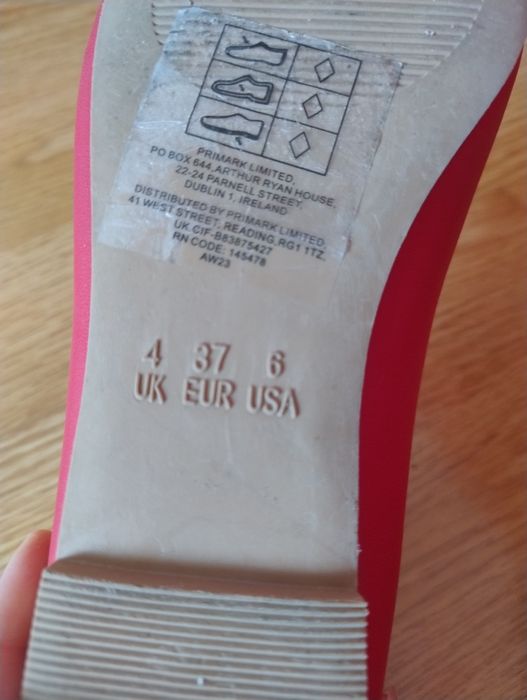 PRIMARK LIMITED,
PO BOX 644, ARTHUR RYAN HOUSE,
22-24 PARNELL STREET,
DUBLIN 1, IRELAND
DISTRIBUTED BY PRIMARK LIMITED,
41 WEST STREET, READING, RG1 1TZ,
UK.CIF-B83875427
RN CODE: 145478
AW23
4 37 6
UK EUR USA